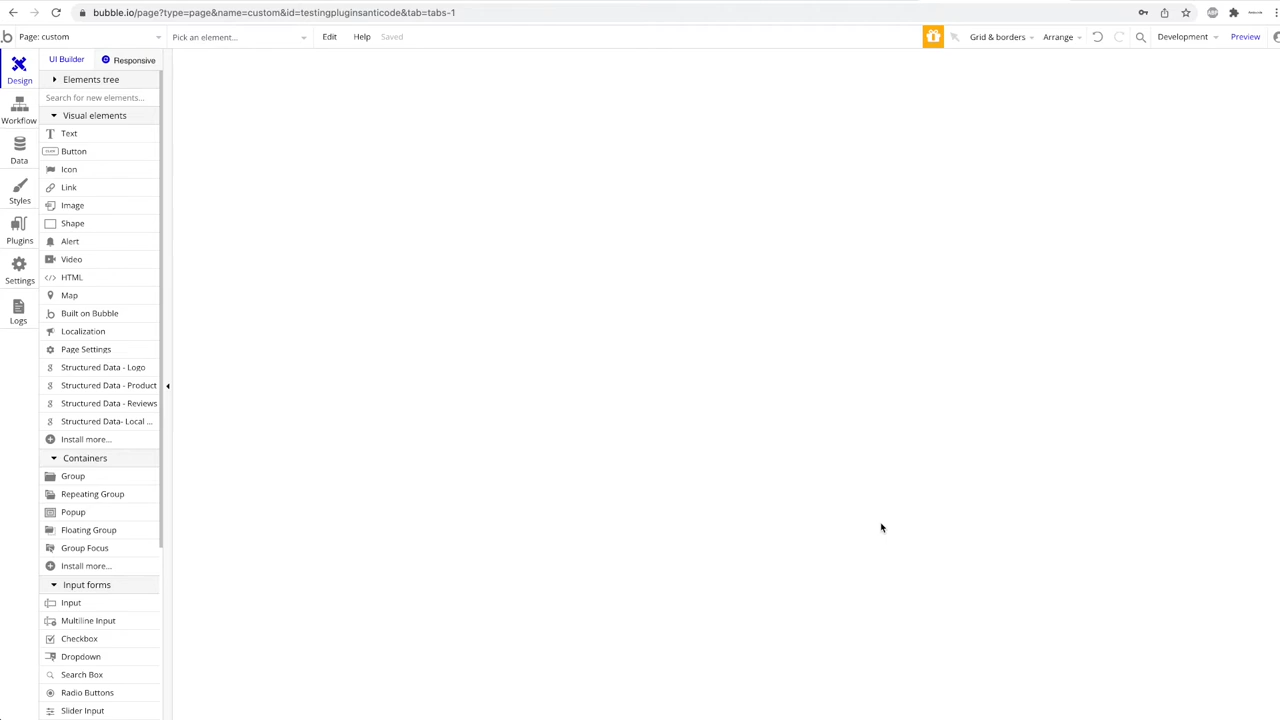 bubble.io/page?type=page&name=custom&id=testingpluginsanticode&tab=tabs-1
Page: custom
Pick an element...
Edit
Help
Saved
Grid & borders
Arrange
Development
Preview
Design
Workflow
Data
Styles
Plugins
Settings
Logs
UI Builder
Responsive
Elements tree
Search for new elements...
Visual elements
Text
Button
Icon
Link
Image
Shape
Alert
Video
HTML
Map
Built on Bubble
Localization
Page Settings
Structured Data - Logo
Structured Data - Product
Structured Data - Reviews
Structured Data- Local ...
Install more...
Containers
Group
Repeating Group
Popup
Floating Group
Group Focus
Install more...
Input forms
Input
Multiline Input
Checkbox
Dropdown
Search Box
Radio Buttons
Slider Input